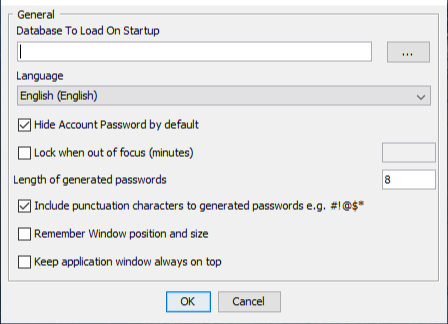 General
Database To Load On Startup
...
Language
English (English)
Hide Account Password by default
Lock when out of focus (minutes)
Length of generated passwords 8
Include punctuation characters to generated passwords e.g. #!@$*
Remember Window position and size
Keep application window always on top
OK Cancel